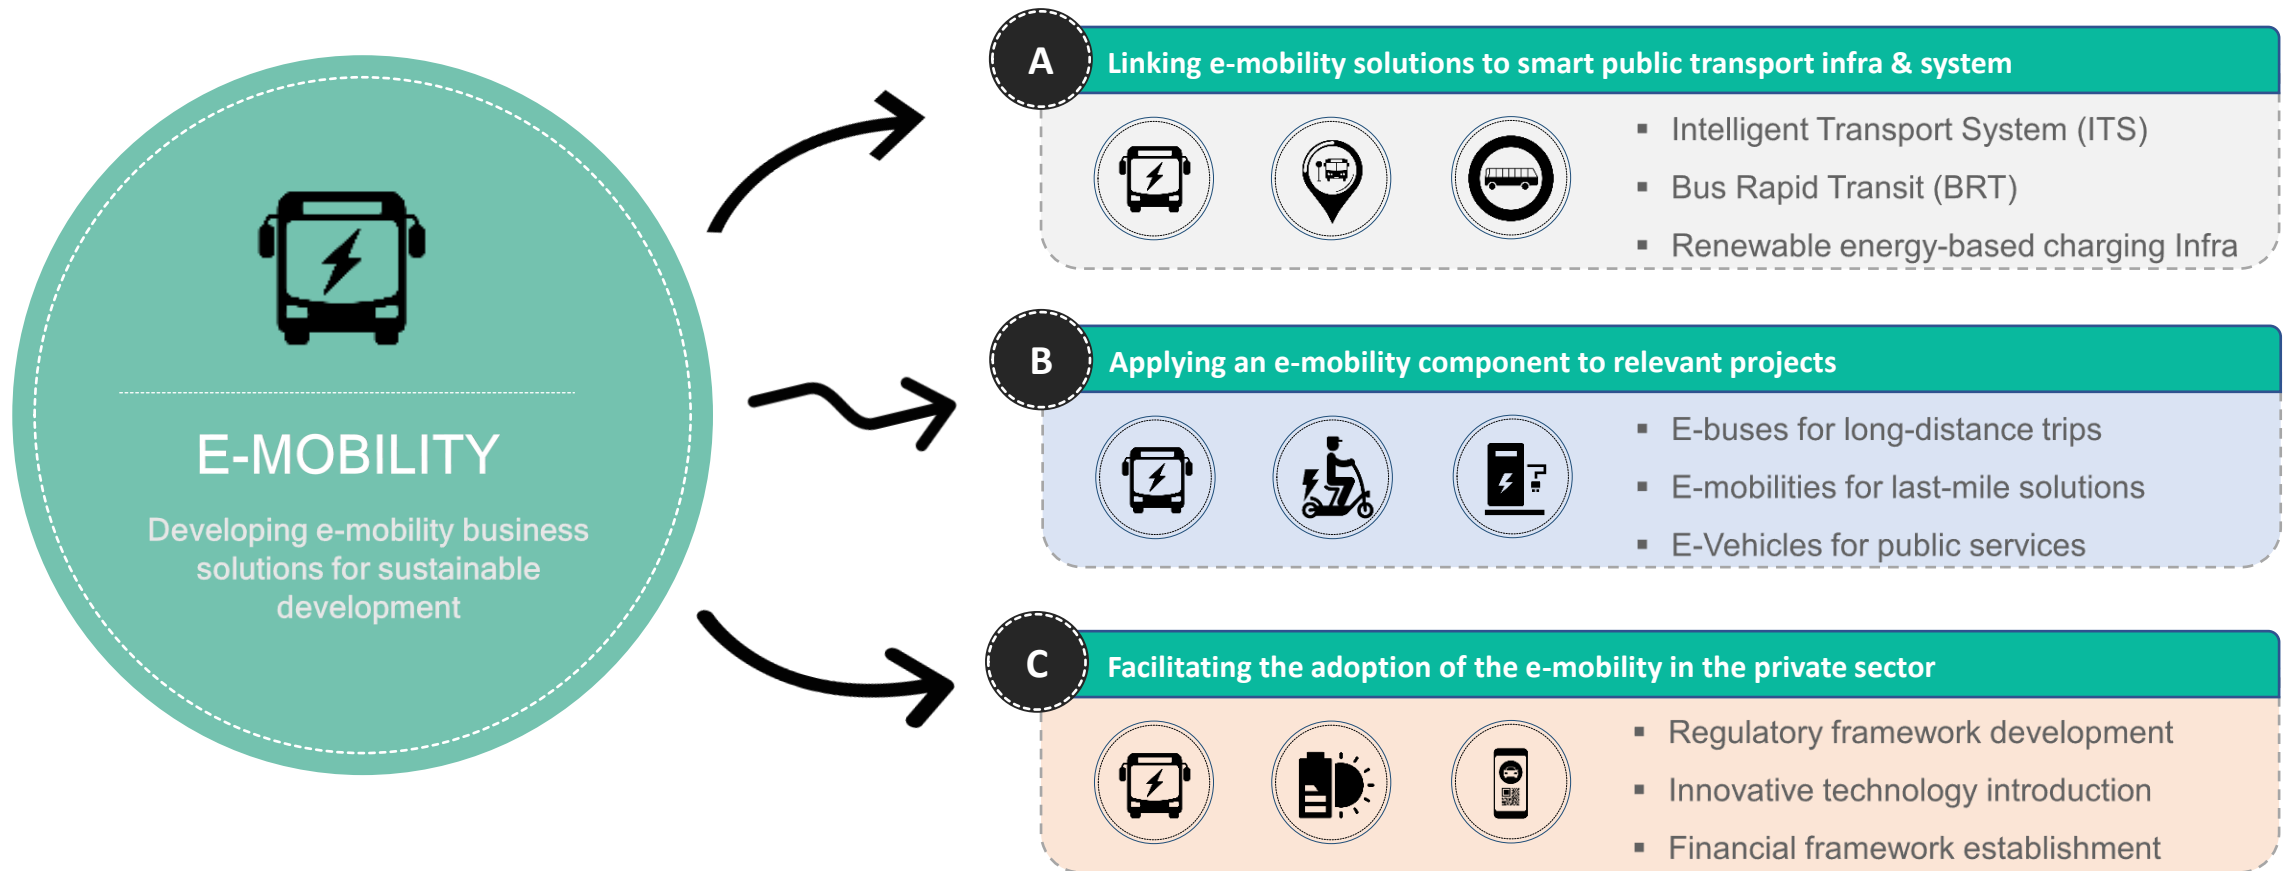 E-MOBILITY
Developing e-mobility business
solutions for sustainable
development
A
Linking e-mobility solutions to smart public transport infra & system
▪ Intelligent Transport System (ITS)
▪ Bus Rapid Transit (BRT)
▪ Renewable energy-based charging Infra
B
Applying an e-mobility component to relevant projects
▪ E-buses for long-distance trips
▪ E-mobilities for last-mile solutions
▪ E-Vehicles for public services
C
Facilitating the adoption of the e-mobility in the private sector
▪ Regulatory framework development
▪ Innovative technology introduction
▪ Financial framework establishment